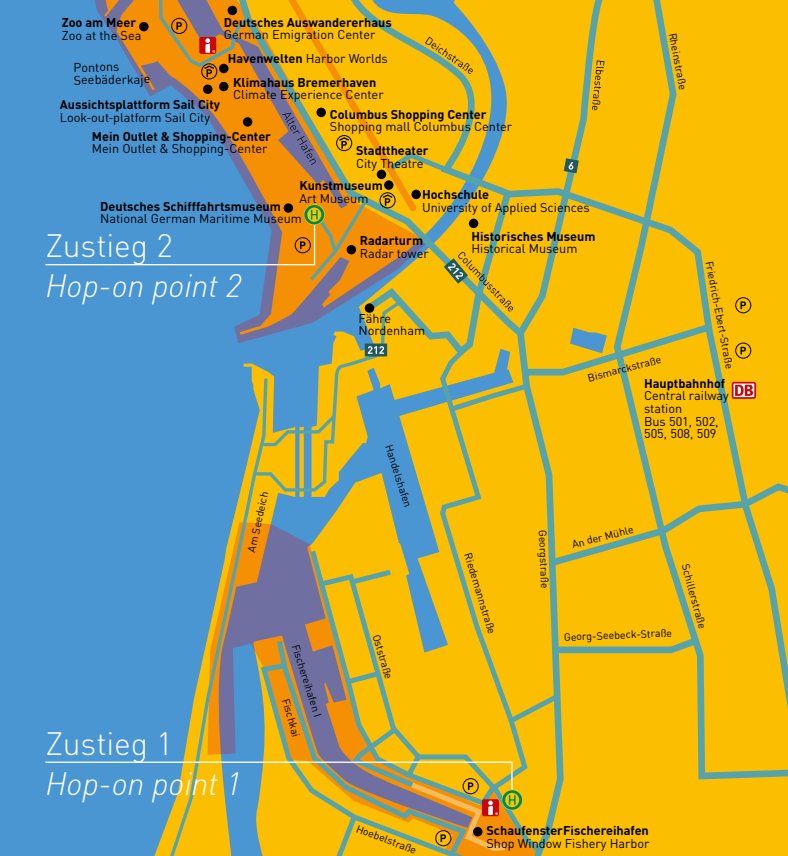 Zoo am Meer
Zoo at the Sea
P
Deutsches Auswandererhaus
German Emigration Center
i
Pontons
Seebäderkaje
P
Havenwelten Harbor Worlds
Klimahaus Bremerhaven
Climate Experience Center
Aussichtsplattform Sail City
Look-out-platform Sail City
Mein Outlet & Shopping-Center
Mein Outlet & Shopping-Center
Alter Hafen
Columbus Shopping Center
Shopping mall Columbus Center
P
Stadttheater
City Theatre
Kunstmuseum
Art Museum
P
Hochschule
University of Applied Sciences
Deutsches Schifffahrtsmuseum
National German Maritime Museum
H
P
Radarturm
Radar tower
Historisches Museum
Historical Museum
Deichstraße
Elbestraße
Rheinstraße
6
212
Columbusstraße
Friedrich-Ebert-Straße
P
P
Zustieg 2
Hop-on point 2
Fähre
Nordenham
212
Bismarckstraße
Hauptbahnhof
DB
Central railway
station
Bus 501, 502,
505, 508, 509
Handelshafen
Am Seedeich
Georgstraße
An der Mühle
Riedemannstraße
Schillerstraße
Georg-Seebeck-Straße
Oststraße
Fischereihafen I
Fischkai
Zustieg 1
Hop-on point 1
P
i
H
P
Hoebelstraße
Schaufenster Fischereihafen
Shop Window Fishery Harbor